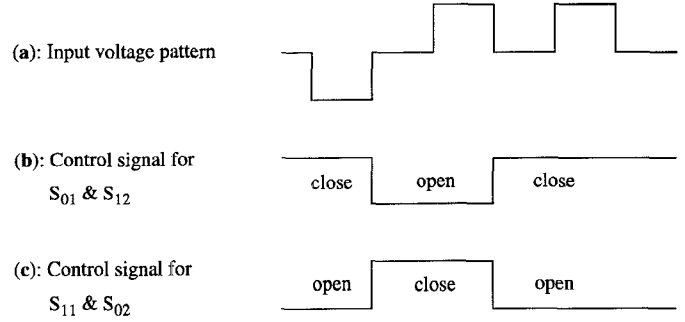 (a): Input voltage pattern
(b): Control signal for
S01 & S12
close open close
(c): Control signal for
S11 & S02
open close open